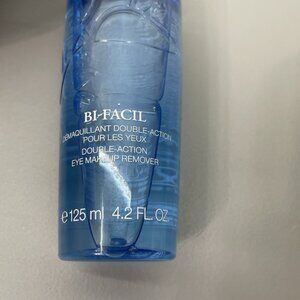 BI-FACIL
DÉMAQUILLANT DOUBLE-ACTION
POUR LES YEUX
DOUBLE-ACTION
EYE MAKEUP REMOVER
e 125 ml 4.2 FL. OZ.